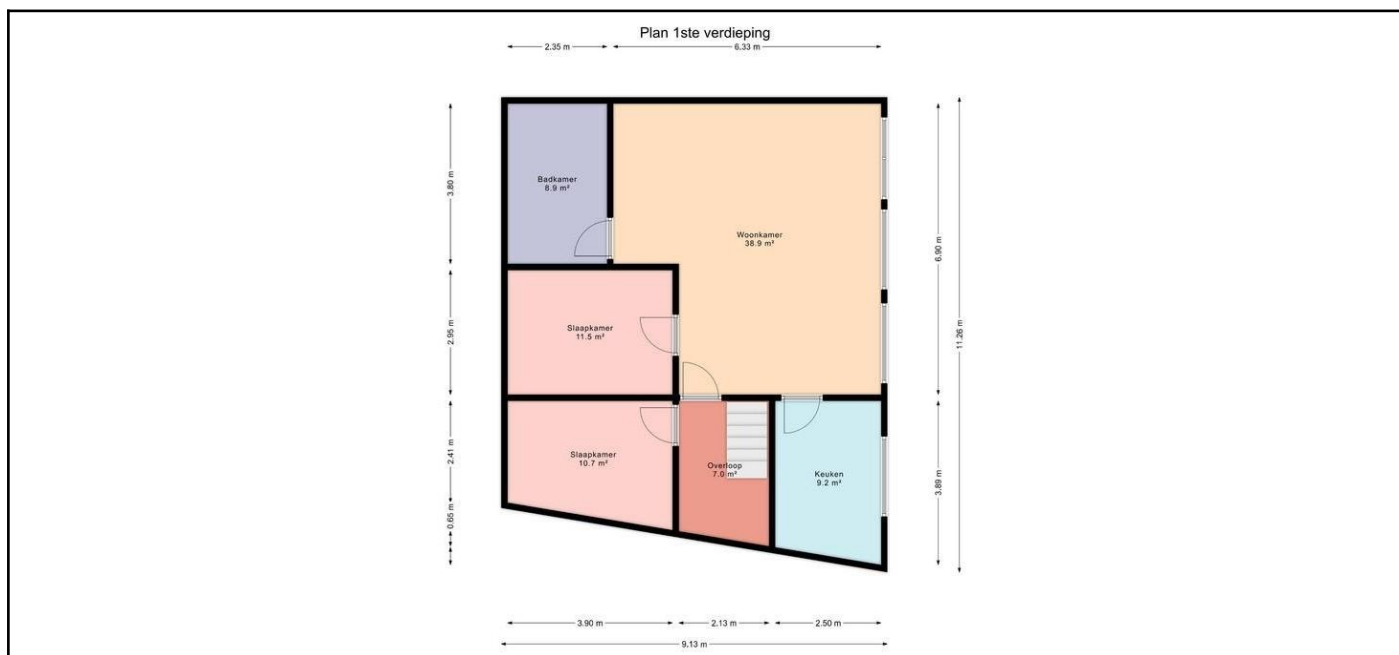 Plan 1ste verdieping
2.35 m
6.33 m
3.80 m
2.95 m
2.41 m
0.65 m
Badkamer
8.9 m²
Woonkamer
38.9 m²
Slaapkamer
11.5 m²
Slaapkamer
10.7 m²
Overloop
7.0 m²
Keuken
9.2 m²
6.90 m
3.89 m
11.26 m
3.90 m
2.13 m
2.50 m
9.13 m